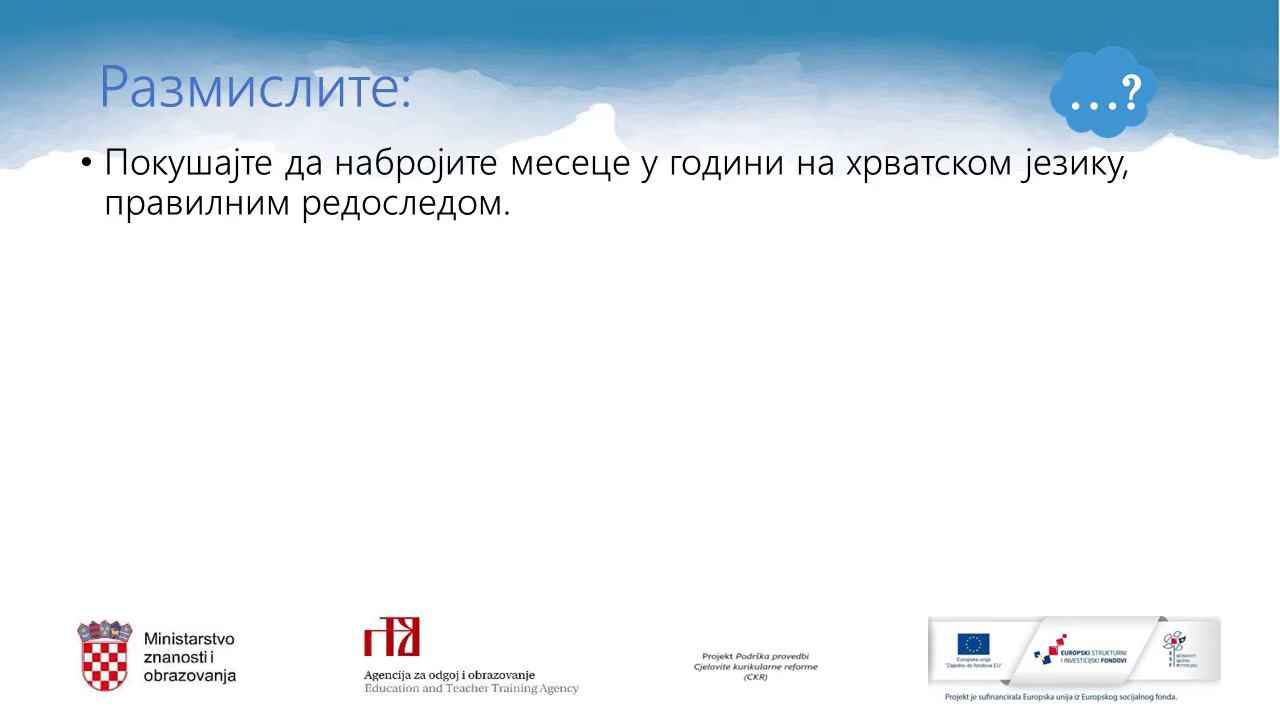 Размислите:
...?
• Покушајте да набројите месеце у години на хрватском језику,
правилним редоследом.
Ministarstvo
znanosti i
obrazovanja
Agencija za odgoj i obrazovanje
Education and Teacher Training Agency
Projekt Podrška provedbi
Cjelovite kurikularne reforme
(CKR)
Europska unija
"Zajedno do fondova EU"
EUROPSKI STRUKTURNI
I INVESTICIJSKI FONDOVI
Projekt je sufinancirala Europska unija iz Europskog socijalnog fonda.